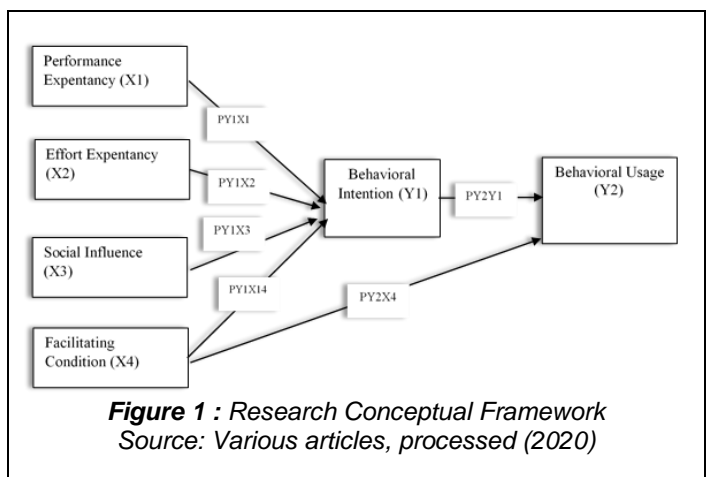 Performance
Expentancy (X1)
PY1X1
Effort Expentancy
(X2)
PY1X2
Behavioral
Intention (Y1)
PY2Y1
Behavioral Usage
(Y2)
Social Influence
(X3)
PY1X3
PY1X14
PY2X4
Facilitating
Condition (X4)
Figure 1 : Research Conceptual Framework
Source: Various articles, processed (2020)